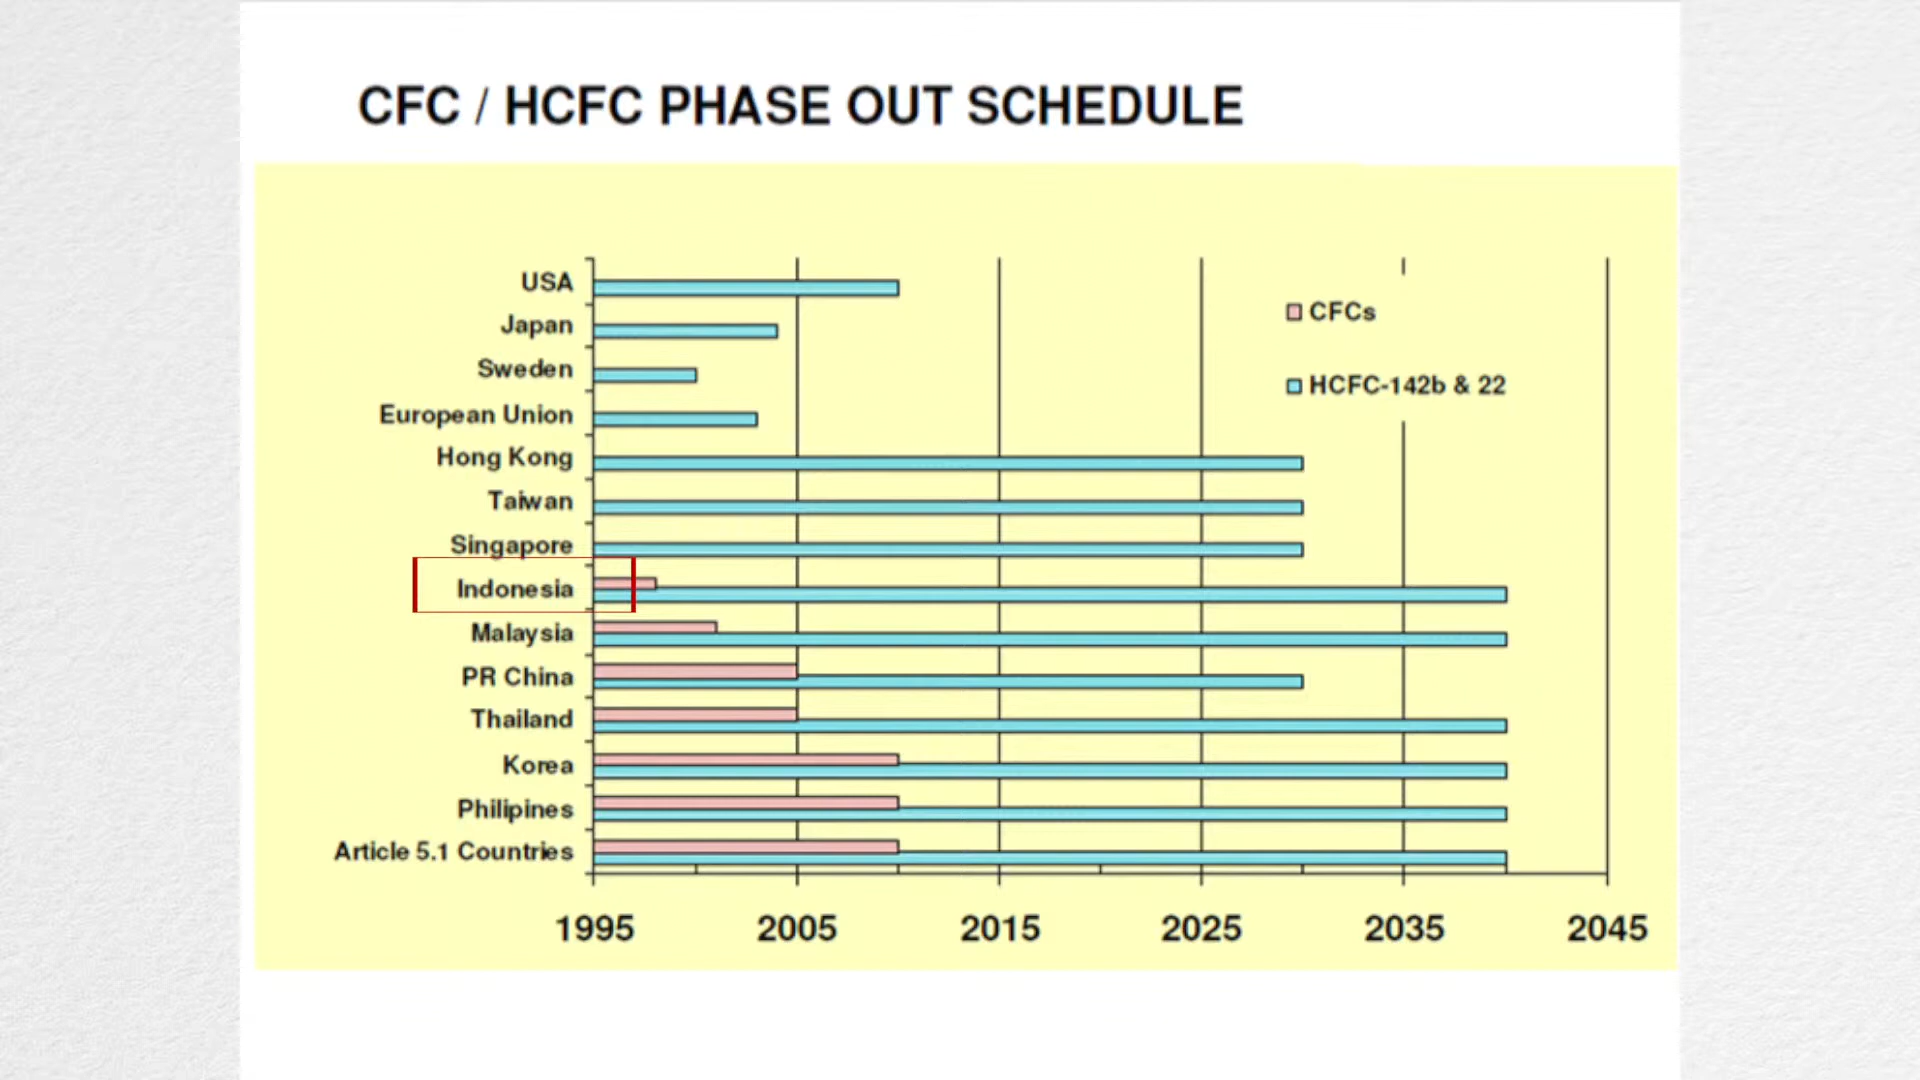 CFC / HCFC PHASE OUT SCHEDULE
USA
Japan
Sweden
European Union
Hong Kong
Taiwan
Singapore
Indonesia
Malaysia
PR China
Thailand
Korea
Philipines
Article 5.1 Countries
CFCs
HCFC-142b & 22
1995 2005 2015 2025 2035 2045